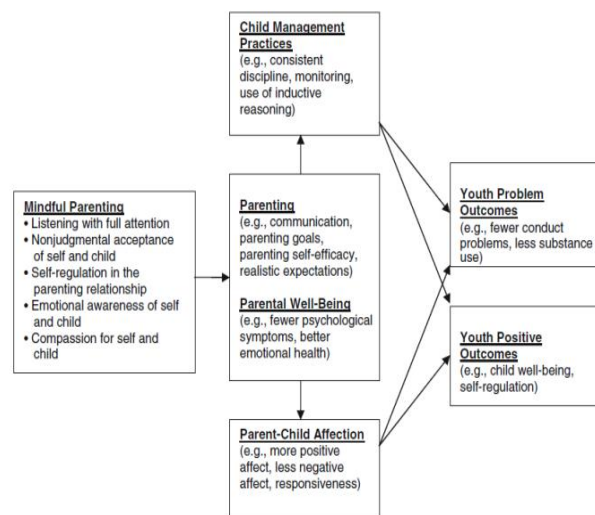 Child Management
Practices
(e.g., consistent
discipline, monitoring,
use of inductive
reasoning)
Mindful Parenting
• Listening with full attention
• Nonjudgmental acceptance
of self and child
• Self-regulation in the
parenting relationship
• Emotional awareness of self
and child
• Compassion for self and
child
Parenting
(e.g., communication,
parenting goals,
parenting self-efficacy,
realistic expectations)
Parental Well-Being
(e.g., fewer psychological
symptoms, better
emotional health)
Parent-Child Affection
(e.g., more positive
affect, less negative
affect, responsiveness)
Youth Problem
Outcomes
(e.g., fewer conduct
problems, less substance
use)
Youth Positive
Outcomes
(e.g., child well-being,
self-regulation)